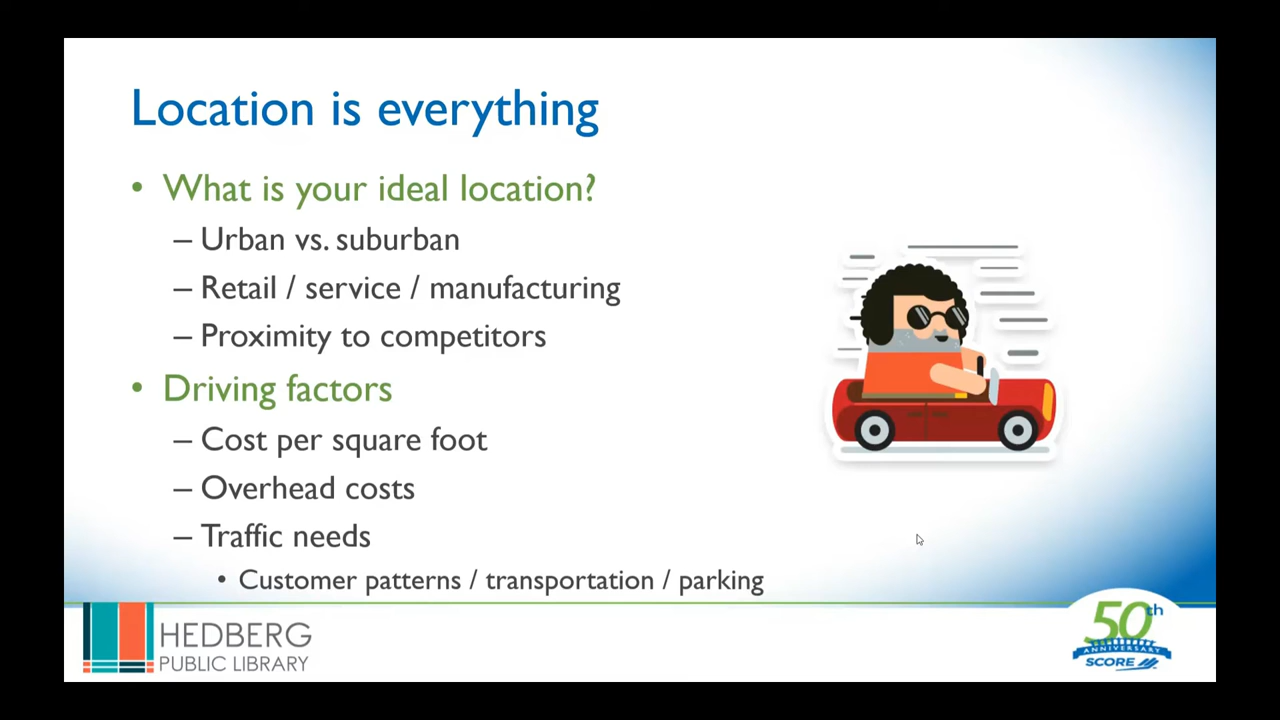 Location is everything
• What is your ideal location?
– Urban vs. suburban
– Retail / service / manufacturing
– Proximity to competitors
• Driving factors
– Cost per square foot
– Overhead costs
– Traffic needs
• Customer patterns / transportation / parking
HEDBERG
PUBLIC LIBRARY
50th
ANNIVERSARY
SCORE